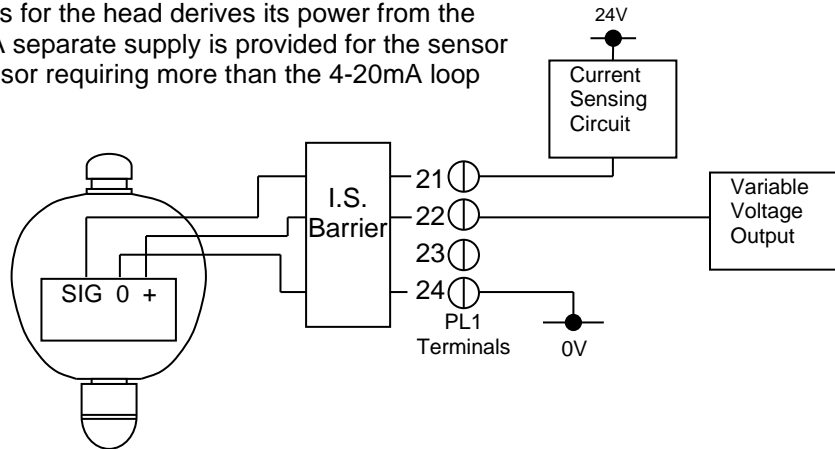 s for the head derives its power from the
A separate supply is provided for the sensor
sor requiring more than the 4-20mA loop
24V
Current
Sensing
Circuit
I.S.
Barrier
21
22
23
24
PL1
Terminals
0V
Variable
Voltage
Output
SIG 0 +